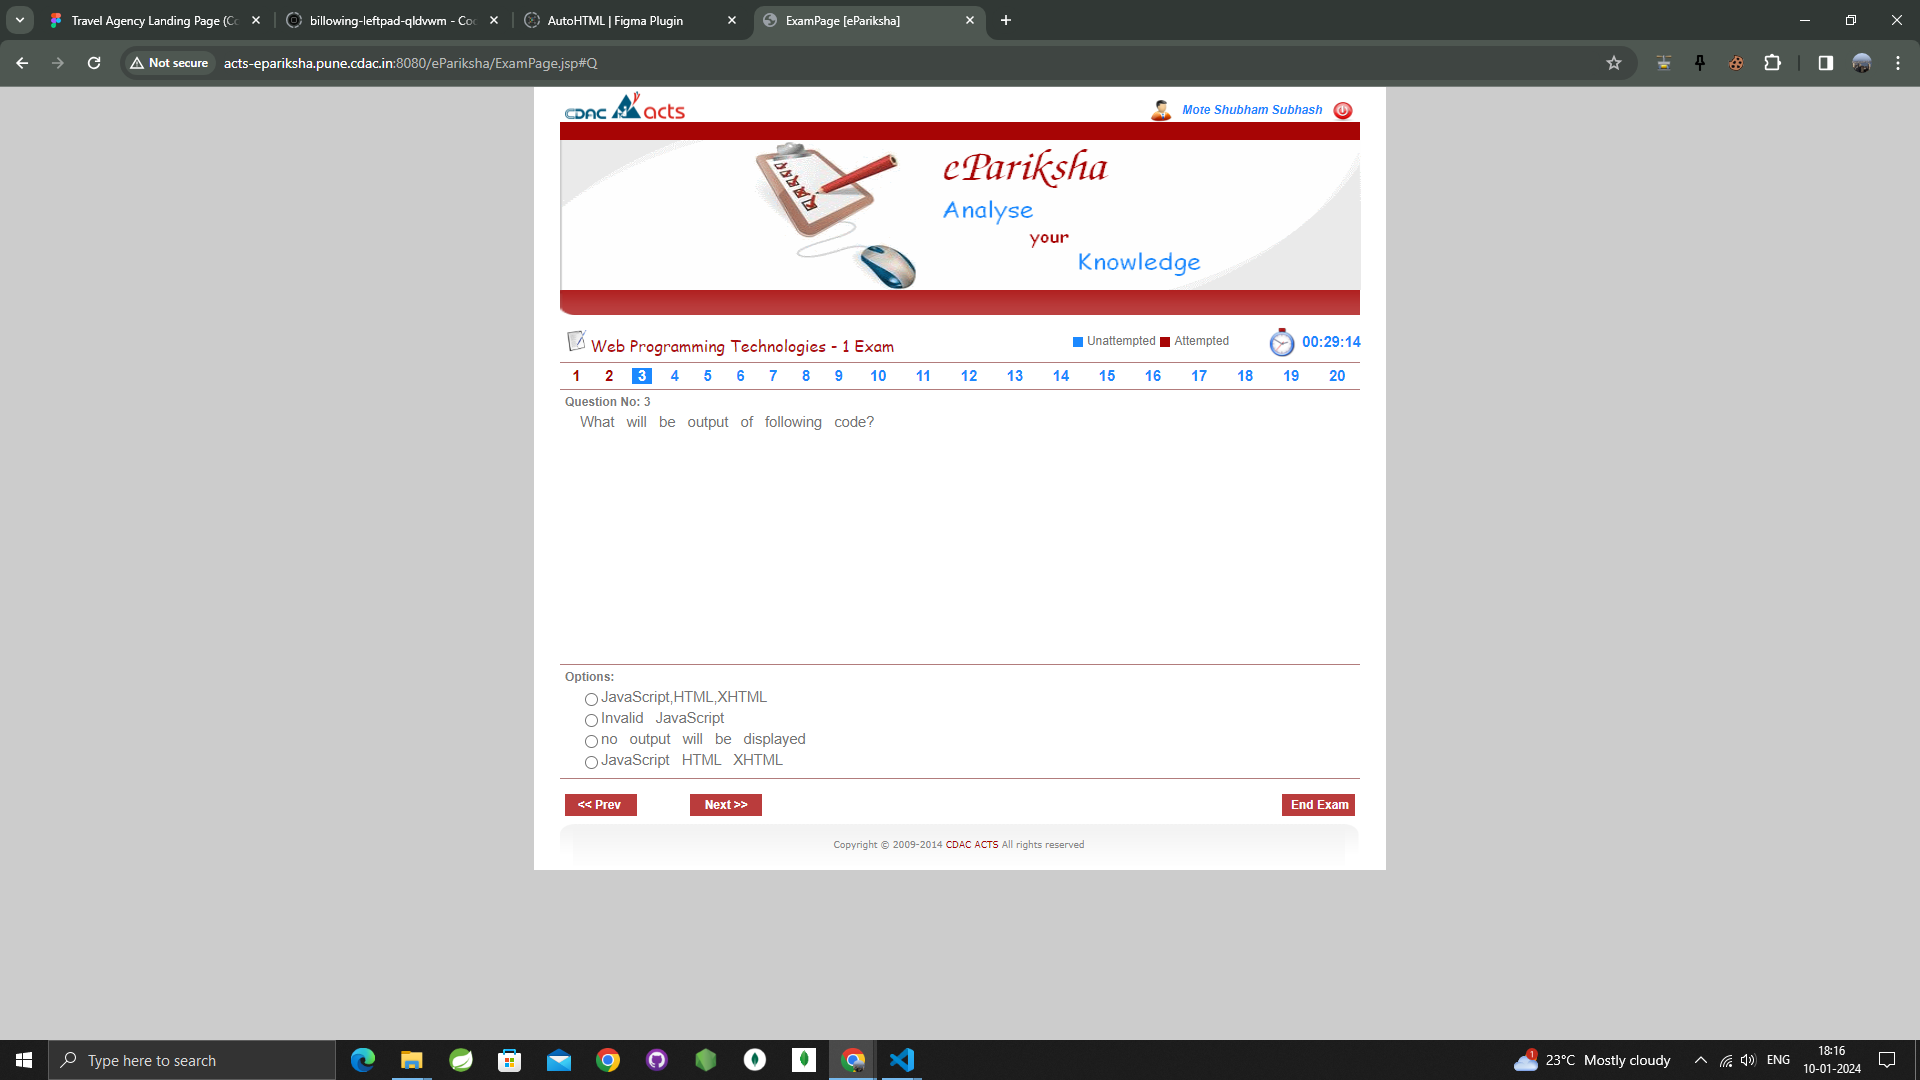 Travel Agency Landing Page (Co
billowing-leftpad-qldvwm - Coc
AutoHTML | Figma Plugin
ExamPage [ePariksha]
Not secure
acts-epariksha.pune.cdac.in:8080/ePariksha/ExamPage.jsp#Q
CDAC acts
Mote Shubham Subhash
ePariksha
Analyse
your
Knowledge
Web Programming Technologies - 1 Exam
Unattempted Attempted
00:29:14
1 2 3 4 5 6 7 8 9 10 11 12 13 14 15 16 17 18 19 20
Question No: 3
What will be output of following code?
Options:
JavaScript,HTML,XHTML
Invalid JavaScript
no output will be displayed
JavaScript HTML XHTML
<< Prev
Next >>
End Exam
Copyright © 2009-2014 CDAC ACTS All rights reserved
Type here to search
1
23°C Mostly cloudy
ENG
18:16
10-01-2024